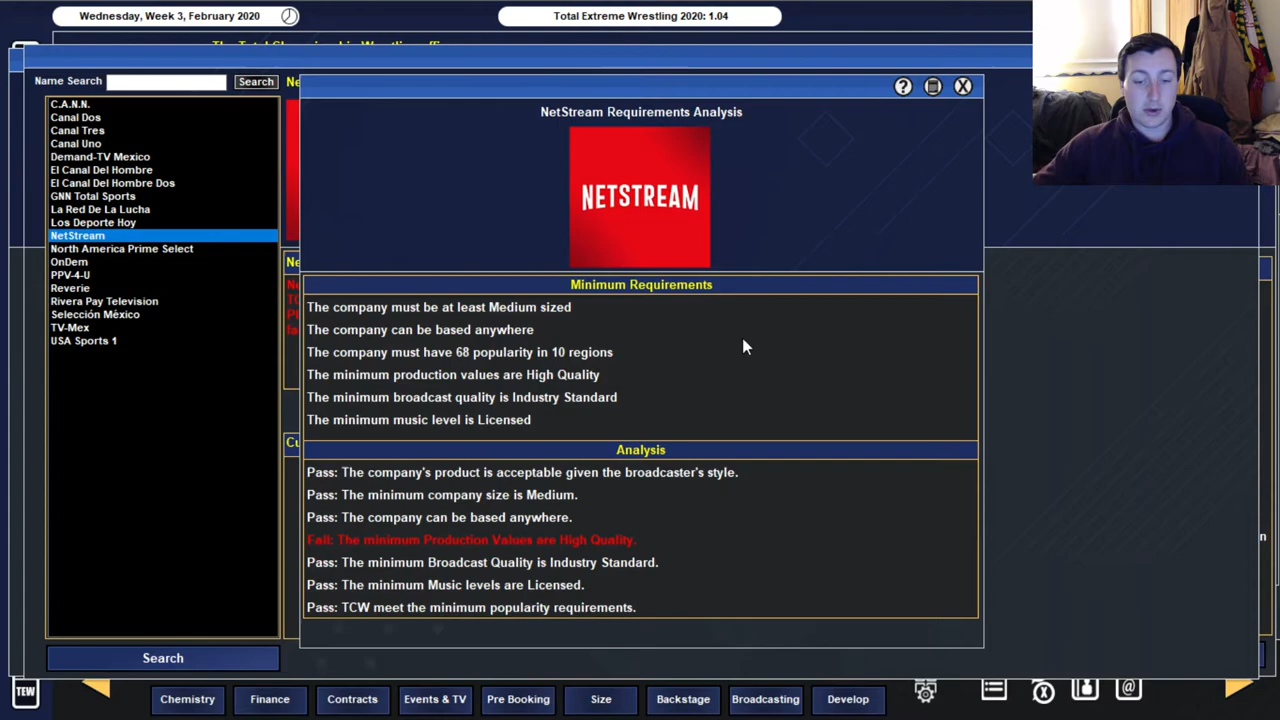 Wednesday, Week 3, February 2020
Total Extreme Wrestling 2020: 1.04
Name Search
Search
C.A.N.N.
Canal Dos
Canal Tres
Canal Uno
Demand-TV Mexico
El Canal Del Hombre
El Canal Del Hombre Dos
GNN Total Sports
La Red De La Lucha
Los Deporte Hoy
NetStream
North America Prime Select
OnDem
PPV-4-U
Reverie
Rivera Pay Television
Selección México
TV-Mex
USA Sports 1
Search
NetStream Requirements Analysis
NETSTREAM
Minimum Requirements
The company must be at least Medium sized
The company can be based anywhere
The company must have 68 popularity in 10 regions
The minimum production values are High Quality
The minimum broadcast quality is Industry Standard
The minimum music level is Licensed
Analysis
Pass: The company's product is acceptable given the broadcaster's style.
Pass: The minimum company size is Medium.
Pass: The company can be based anywhere.
Fail: The minimum Production Values are High Quality.
Pass: The minimum Broadcast Quality is Industry Standard.
Pass: The minimum Music levels are Licensed.
Pass: TCW meet the minimum popularity requirements.
TEW
Chemistry
Finance
Contracts
Events & TV
Pre Booking
Size
Backstage
Broadcasting
Develop